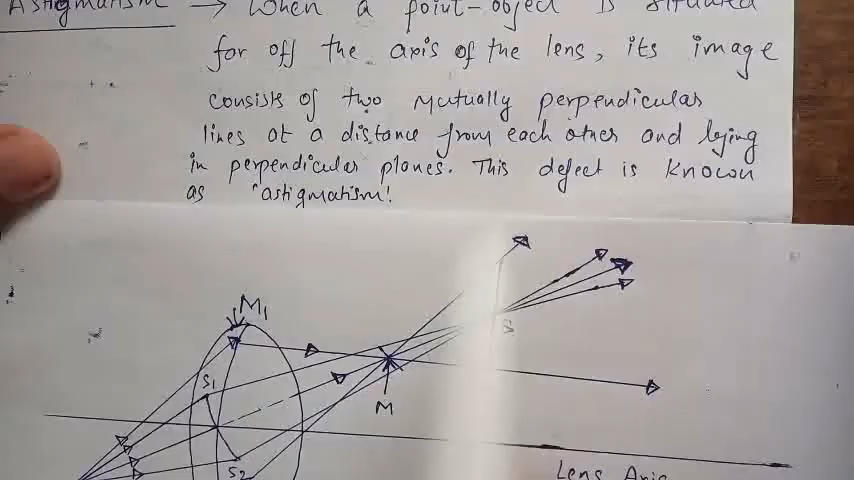 Astigmatism → When a point-object is situated
for off the axis of the lens, its image
consists of two mutually perpendicular
lines at a distance from each other and lying
in perpendicular planes. This defect is known
as "astigmatism!
M1
S1
S
M
S2
Lens Axis